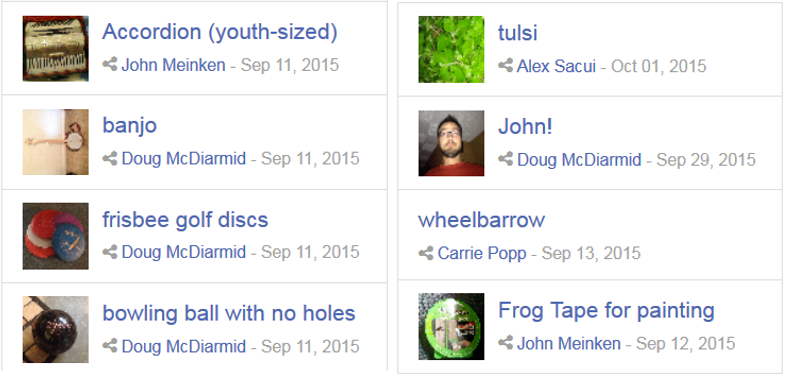 Accordion (youth-sized)
John Meinken - Sep 11, 2015
banjo
Doug McDiarmid - Sep 11, 2015
frisbee golf discs
Doug McDiarmid - Sep 11, 2015
bowling ball with no holes
Doug McDiarmid - Sep 11, 2015
tulsi
Alex Sacui - Oct 01, 2015
John!
Doug McDiarmid - Sep 29, 2015
wheelbarrow
Carrie Popp - Sep 13, 2015
Frog Tape for painting
John Meinken - Sep 12, 2015